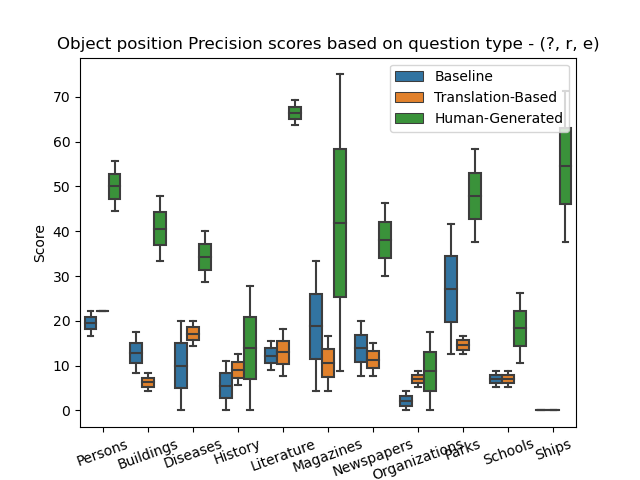 Object position Precision scores based on question type - (?, r, e)
Baseline
Translation-Based
Human-Generated
Score
70
60
50
40
30
20
10
0
Persons
Buildings
Diseases
History
Literature
Magazines
Newspapers
Organizations
Parks
Schools
Ships